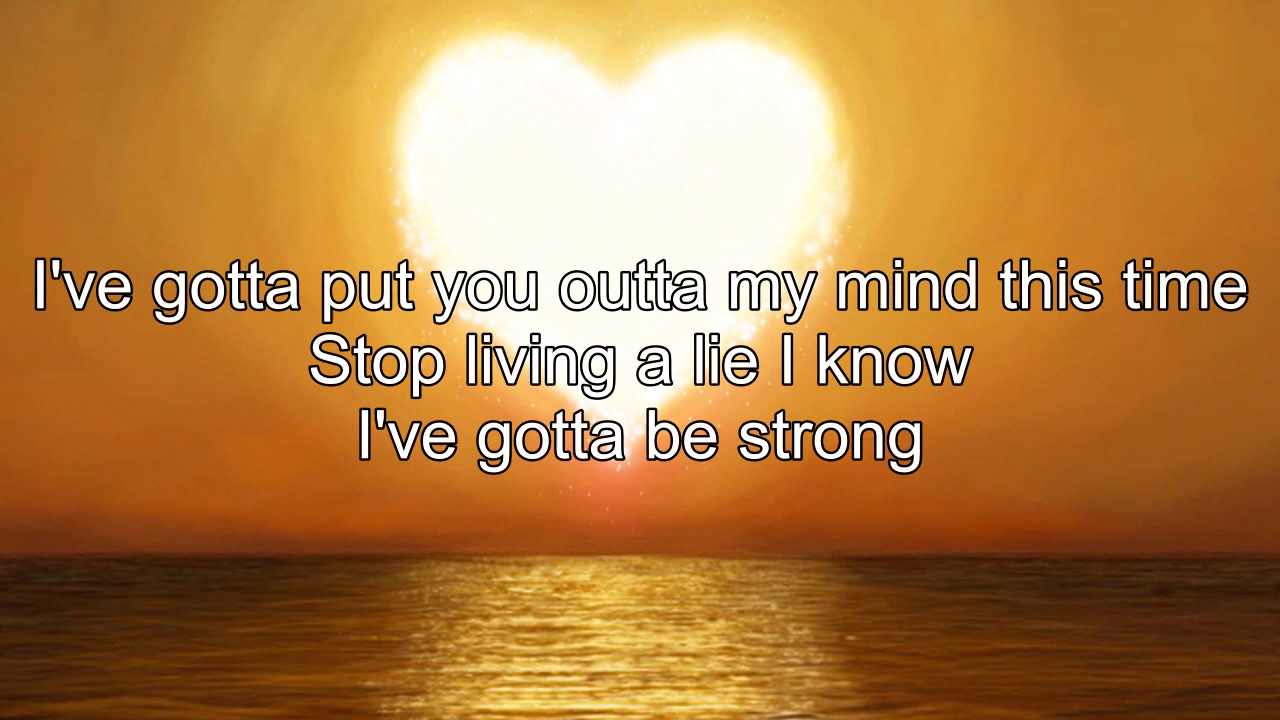 I've gotta put you outta my mind this time
Stop living a lie I know
I've gotta be strong